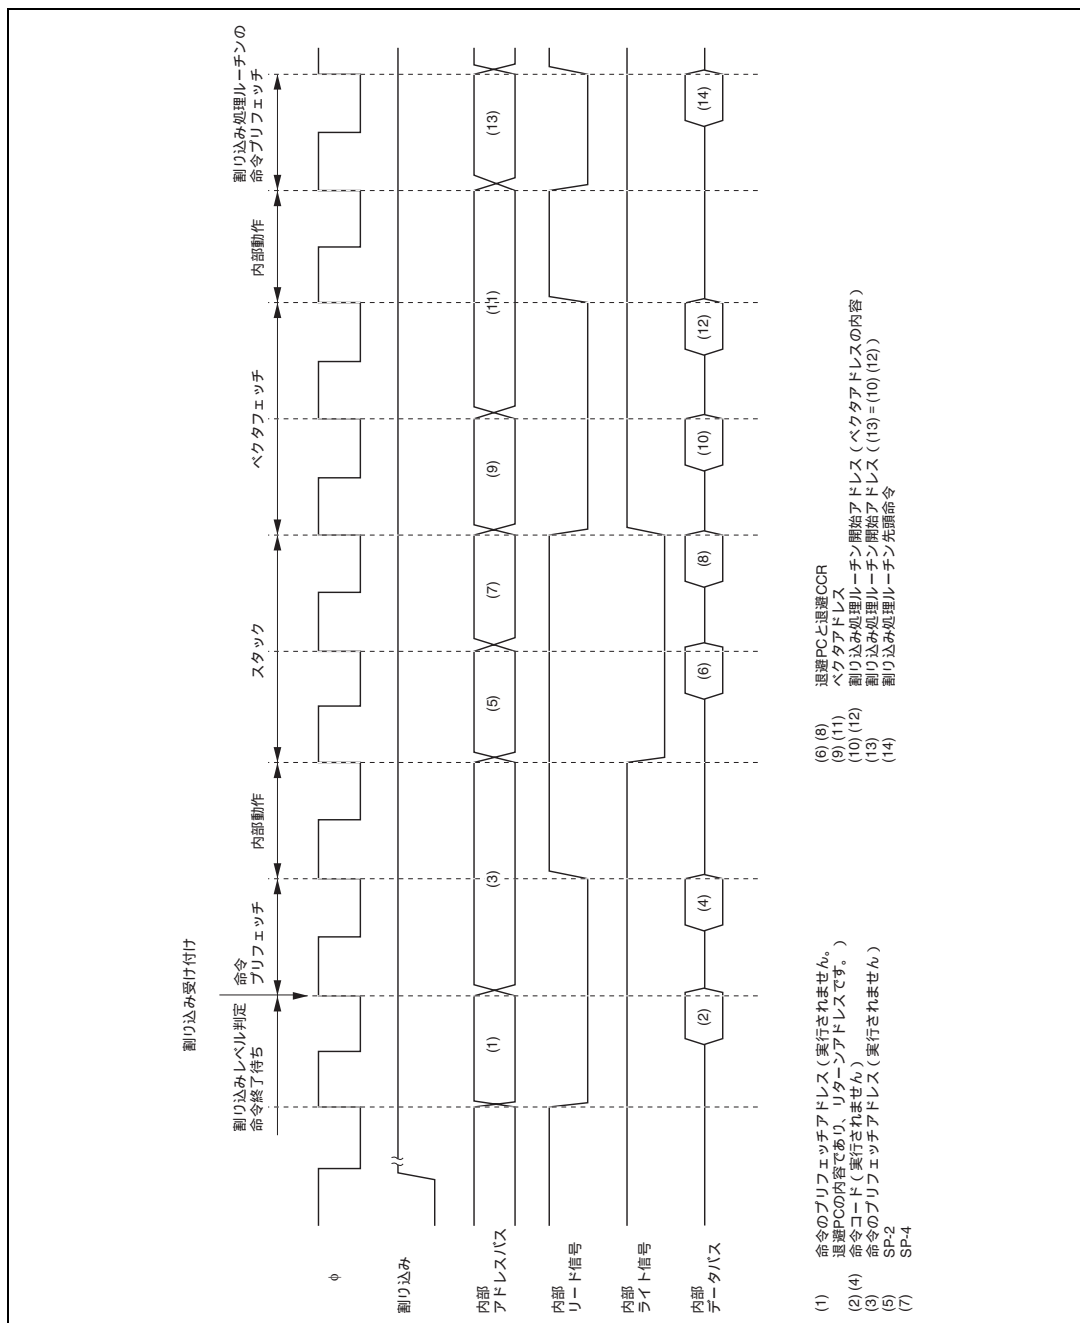 割り込み受け付け
割り込みレベル判定
命令終了待ち
命令
プリフェッチ
内部動作
スタック
ベクタフェッチ
内部動作
割り込み処理ルーチンの
命令プリフェッチ
φ
割り込み
内部
アドレスバス
(1)
(3)
(5)
(7)
(9)
(11)
(13)
内部
リード信号
内部
ライト信号
内部
データバス
(2)
(4)
(6)
(8)
(10)
(12)
(14)
(1) 命令のプリフェッチアドレス（実行されません。
退避PCの内容であり、リターンアドレスです。）
(2) (4) 命令コード（実行されません）
(3) 命令のプリフェッチアドレス（実行されません）
(5) SP-2
(7) SP-4
(6) (8) 退避PCと退避CCR
(9) (11) ベクタアドレス
(10) (12) 割り込み処理ルーチン開始アドレス（ベクタアドレスの内容）
(13) 割り込み処理ルーチン開始アドレス（(13) = (10) (12)）
(14) 割り込み処理ルーチン先頭命令